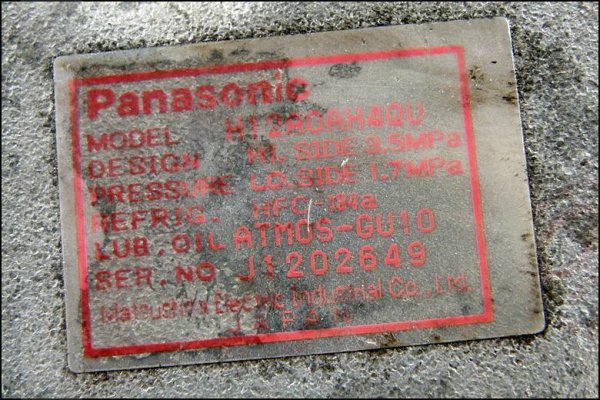 Panasonic
MODEL H12A0AH4QU
DESIGN HI.SIDE 3.5MPa
PRESSURE LO.SIDE 1.7MPa
REFRIG. HFC-134a
LUB.OIL ATMOS-GU10
SER.NO J1202649
Matsushita Electric Industrial Co.,Ltd.
JAPAN